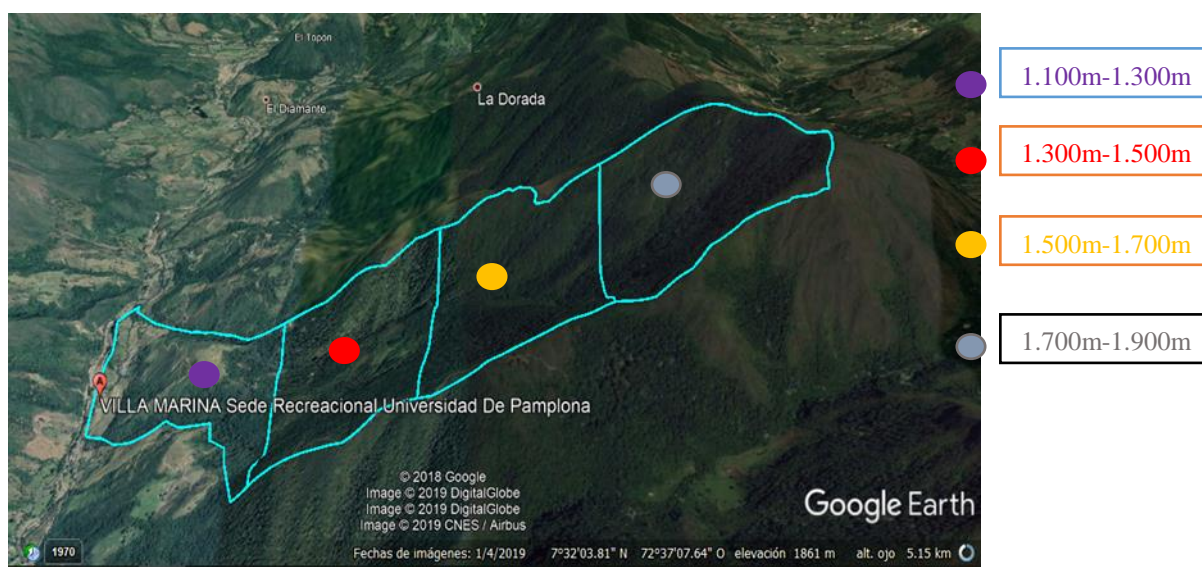 El Topón
El Diamante
La Dorada
1.100m-1.300m
1.300m-1.500m
1.500m-1.700m
1.700m-1.900m
A
VILLA MARINA Sede Recreacional Universidad De Pamplona
© 2018 Google
Image © 2019 DigitalGlobe
Image © 2019 DigitalGlobe
Image © 2019 CNES / Airbus
Google Earth
1970
Fechas de imágenes: 1/4/2019 7°32'03.81" N 72°37'07.64" O elevación 1861 m alt. ojo 5.15 km